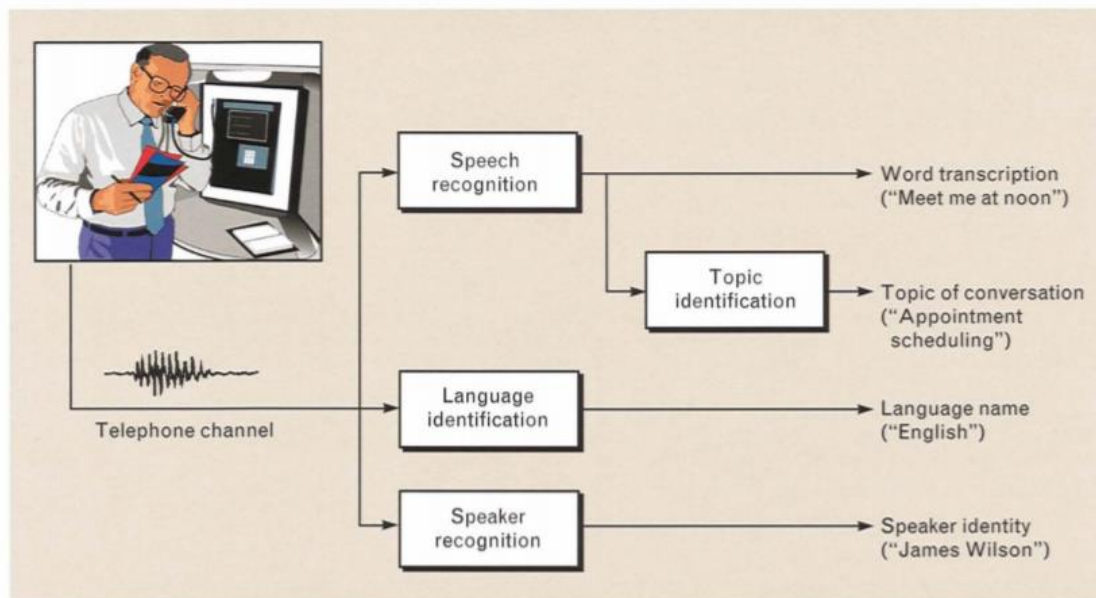 Speech
recognition
Word transcription
(“Meet me at noon”)
Topic
identification
Topic of conversation
(“Appointment
scheduling”)
Telephone channel
Language
identification
Language name
(“English”)
Speaker
recognition
Speaker identity
(“James Wilson”)